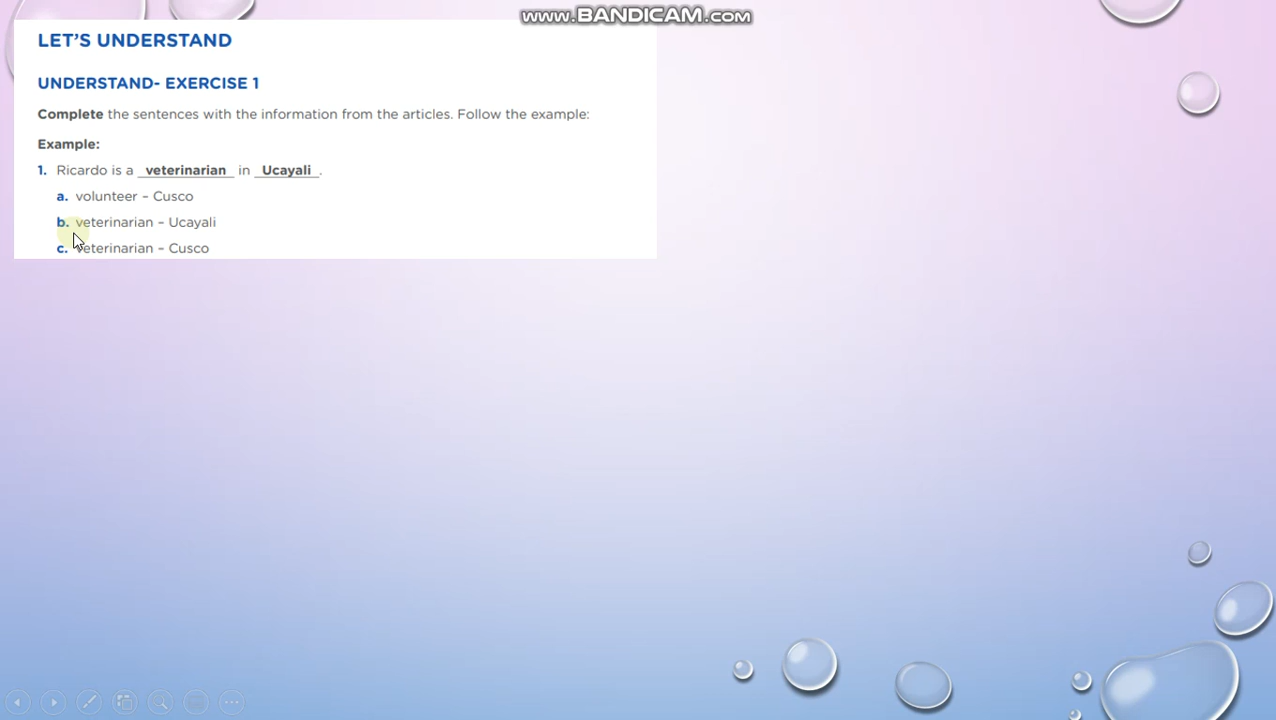 www.BANDICAM.com
LET'S UNDERSTAND
UNDERSTAND- EXERCISE 1
Complete the sentences with the information from the articles. Follow the example:
Example:
1. Ricardo is a veterinarian in Ucayali .
a. volunteer – Cusco
b. veterinarian – Ucayali
c. veterinarian – Cusco